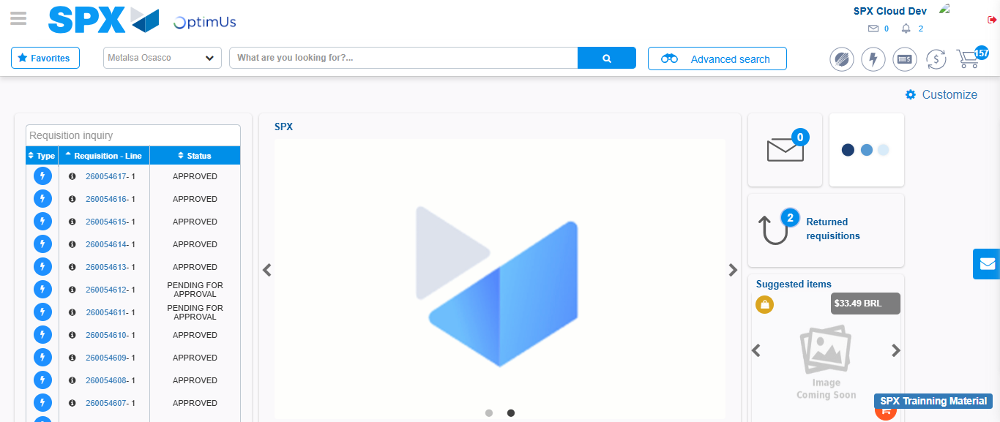 SPX OptimUs
SPX Cloud Dev
0 2
Favorites
Metalsa Osasco
What are you looking for?...
Advanced search
157
Customize
Requisition inquiry
Type Requisition - Line Status
260054617- 1 APPROVED
260054616- 1 APPROVED
260054615- 1 APPROVED
260054614- 1 APPROVED
260054613- 1 APPROVED
260054612- 1 PENDING FOR
APPROVAL
260054611- 1 PENDING FOR
APPROVAL
260054610- 1 APPROVED
260054609- 1 APPROVED
260054608- 1 APPROVED
260054607- 1 APPROVED
SPX
0
2
Returned
requisitions
Suggested items
$33.49 BRL
Image
Coming Soon
SPX Trainning Material